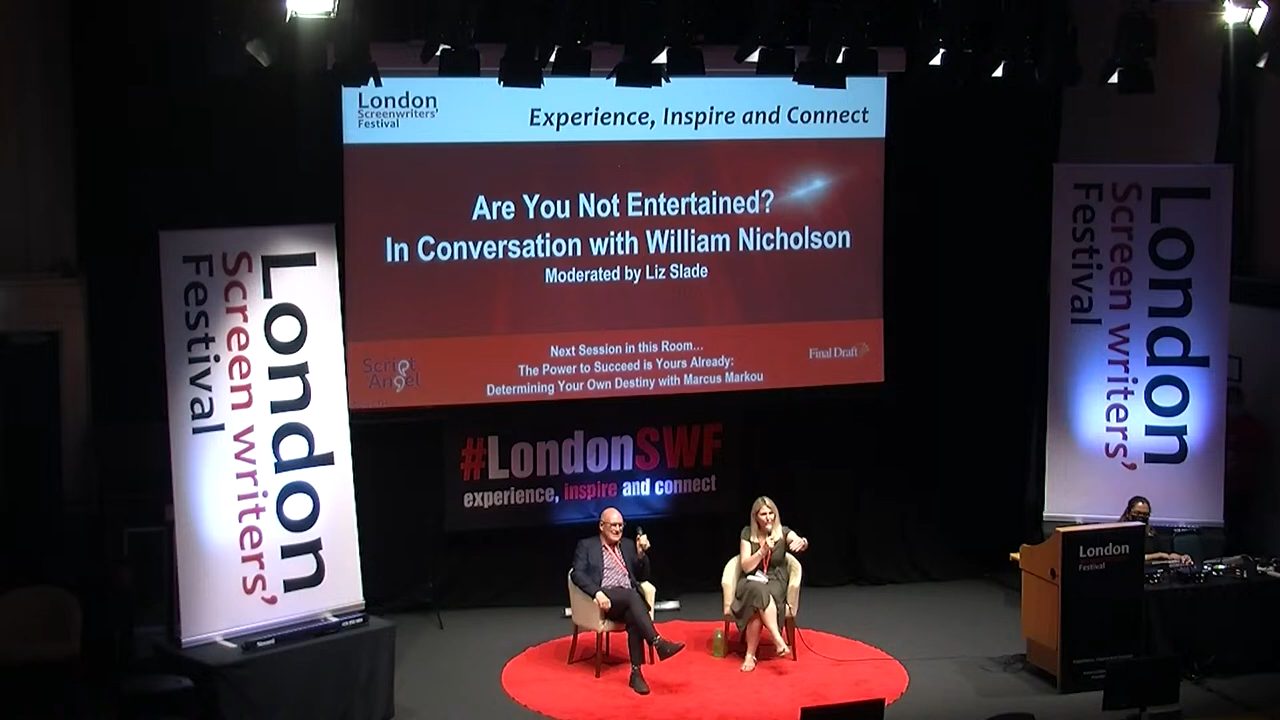 London
Screenwriters'
Festival
Experience, Inspire and Connect
Are You Not Entertained?
In Conversation with William Nicholson
Moderated by Liz Slade
Next Session in this Room...
The Power to Succeed is Yours Already:
Determining Your Own Destiny with Marcus Markou
Script
Angel
Final Draft
London
Screen writers'
Festival
London
Screen writers'
Festival
#LondonSWF
experience, inspire and connect
London
Festival